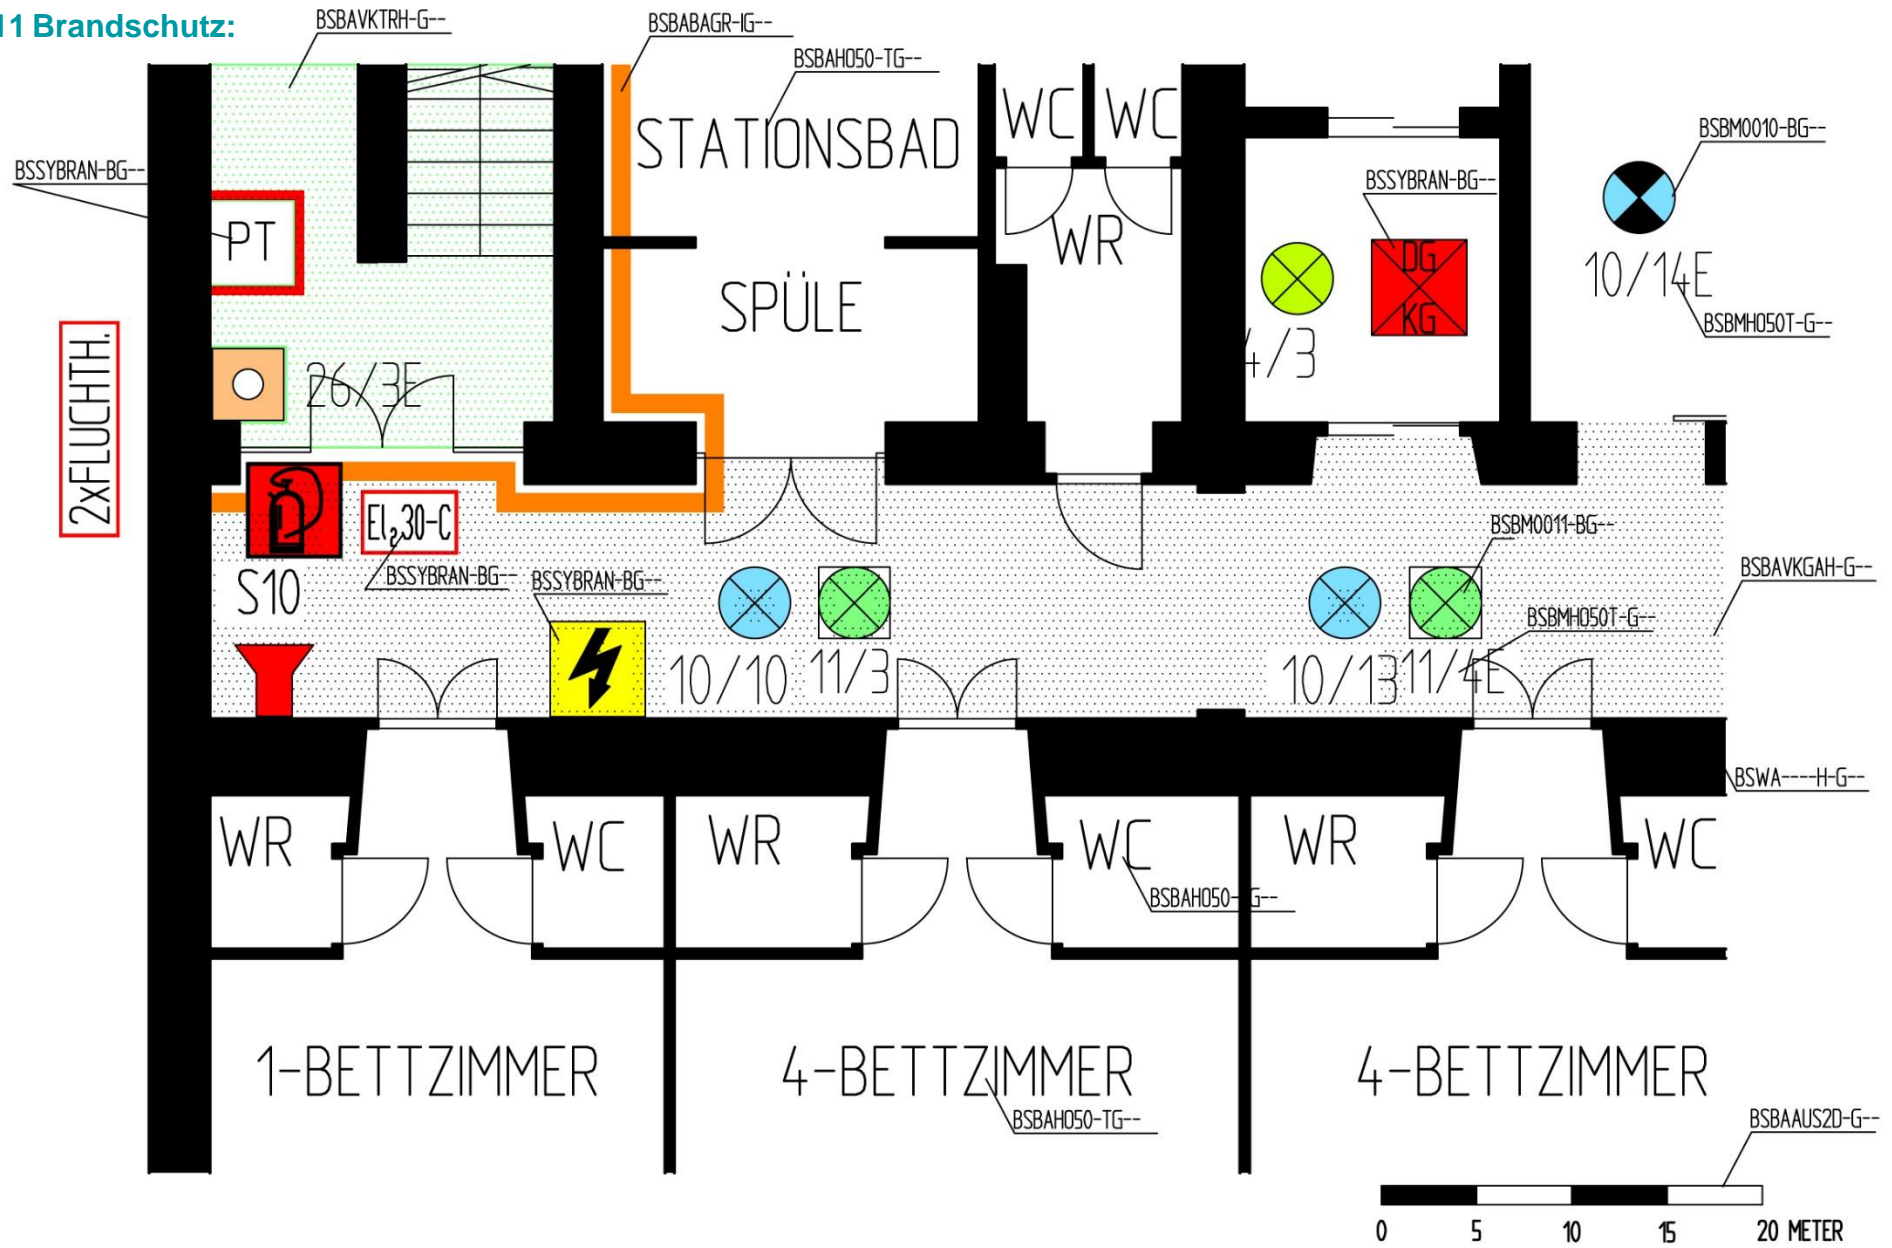 11 Brandschutz:
BSBAVKTRH-G--
BSBABAGR-IG--
BSBAH050-TG--
BSBM0010-BG--
BSSYBRAN-BG--
BSSYBRAN-BG--
STATIONSBAD
WC
WC
PT
WR
DG
KG
10/14E
BSBMH050T-G--
SPÜLE
4/3
2xFLUCHTH.
26/3E
EI₂30-C
BSBM0011-BG--
S10
BSSYBRAN-BG--
BSSYBRAN-BG--
BSBAVKGAH-G--
BSBMH050T-G--
10/10
11/3
10/13
11/4E
BSWA----H-G--
WR
WC
WR
WC
WR
WC
BSBAH050- G--
1-BETTZIMMER
4-BETTZIMMER
4-BETTZIMMER
BSBAH050-TG--
BSBAAUS2D-G--
0 5 10 15 20 METER